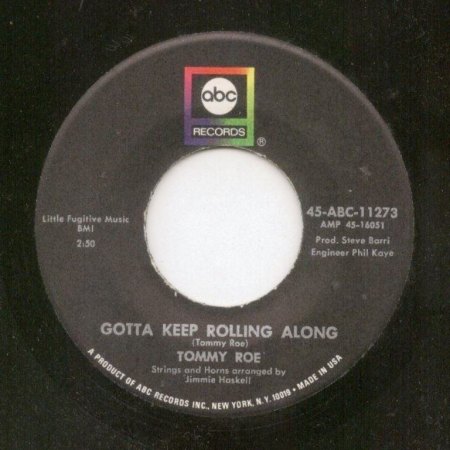 abc
RECORDS
®
Little Fugitive Music
BMI
2:50
45-ABC-11273
AMP 45-16051
Prod. Steve Barri
Engineer Phil Kaye
GOTTA KEEP ROLLING ALONG
(Tommy Roe)
TOMMY ROE
Strings and Horns arranged by
Jimmie Haskell
A PRODUCT OF ABC RECORDS INC., NEW YORK, N.Y. 10019 • MADE IN USA